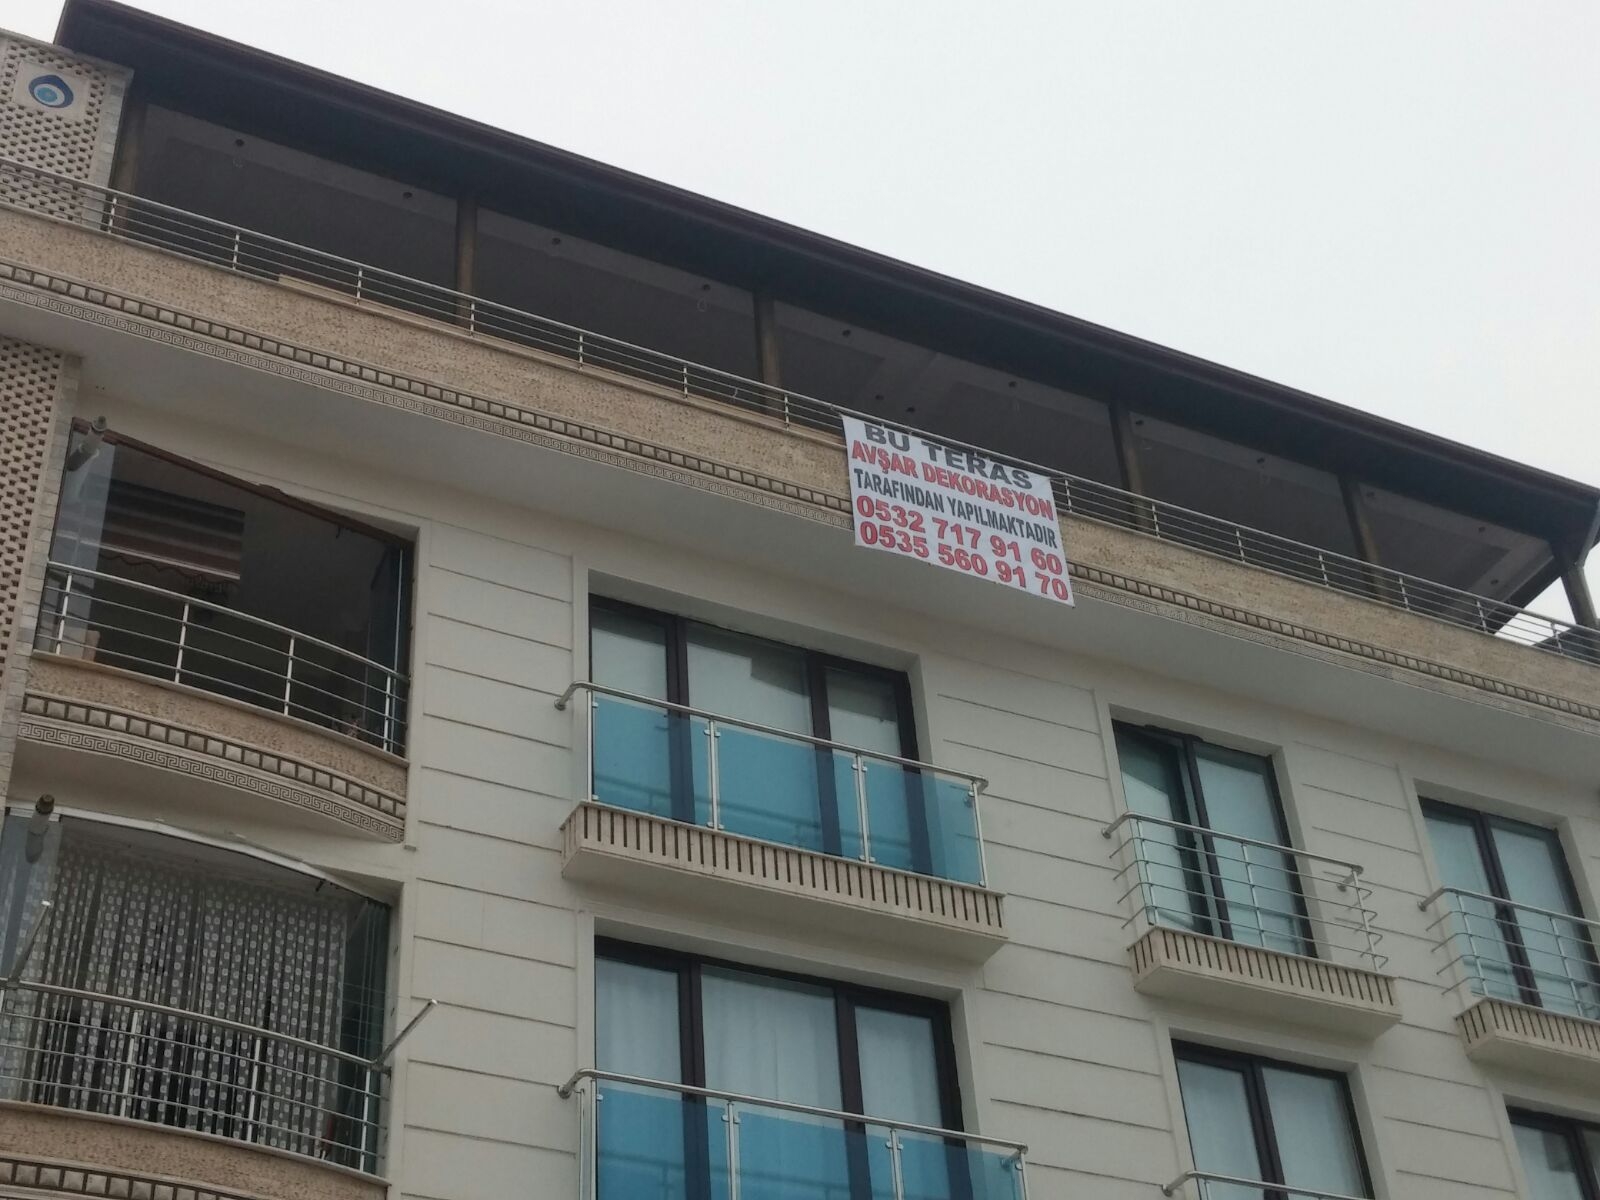 BU TERAS
AVŞAR DEKORASYON
TARAFINDAN YAPILMAKTADIR
0532 717 91 60
0535 560 91 70